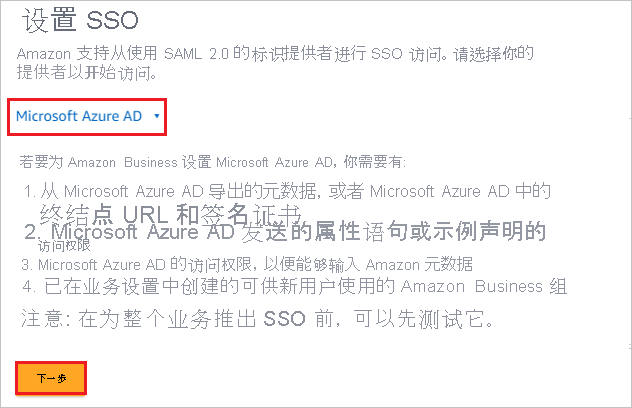 设置 SSO
Amazon 支持从使用 SAML 2.0 的标识提供者进行 SSO 访问。请选择你的
提供者以开始访问。
Microsoft Azure AD
若要为 Amazon Business 设置 Microsoft Azure AD, 你需要有:
1. 从 Microsoft Azure AD 导出的元数据, 或者 Microsoft Azure AD 中的
终结点 URL 和签名证书
2. Microsoft Azure AD 发送的属性语句或示例声明的
访问权限
3. Microsoft Azure AD 的访问权限, 以便能够输入 Amazon 元数据
4. 已在业务设置中创建的可供新用户使用的 Amazon Business 组
注意: 在为整个业务推出 SSO 前, 可以先测试它。
下一步